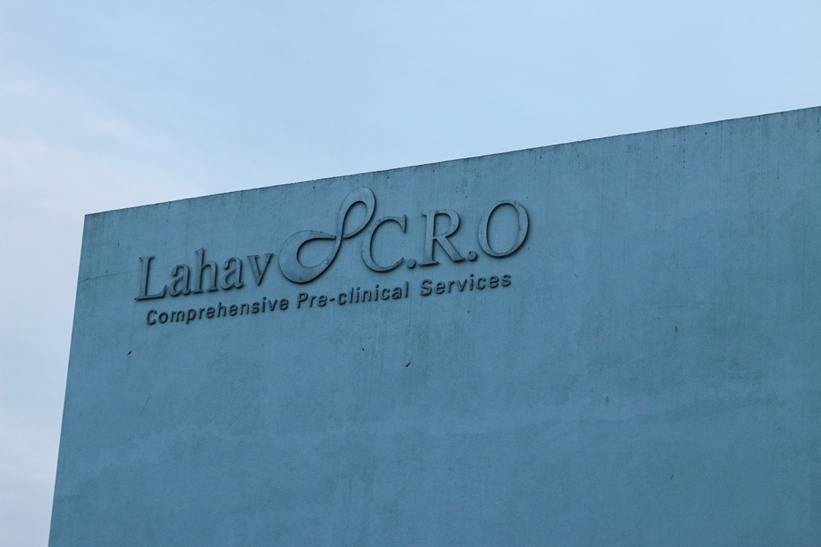 Lahav C.R.O
Comprehensive Pre-clinical Services